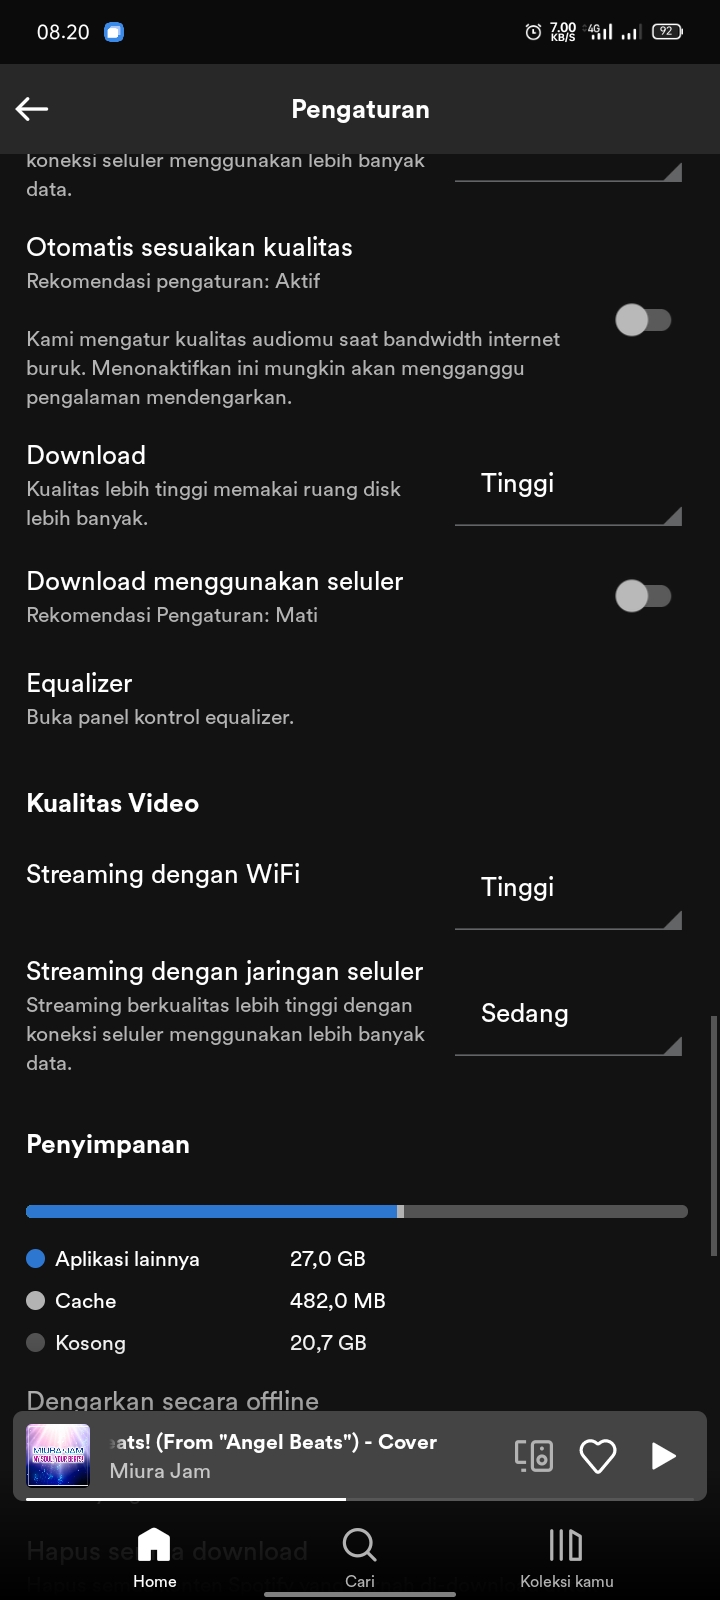 08.20
7.00 KB/S
4G
92
Pengaturan
koneksi seluler menggunakan lebih banyak
data.
Otomatis sesuaikan kualitas
Rekomendasi pengaturan: Aktif
Kami mengatur kualitas audiomu saat bandwidth internet
buruk. Menonaktifkan ini mungkin akan mengganggu
pengalaman mendengarkan.
Download
Kualitas lebih tinggi memakai ruang disk
lebih banyak.
Tinggi
Download menggunakan seluler
Rekomendasi Pengaturan: Mati
Equalizer
Buka panel kontrol equalizer.
Kualitas Video
Streaming dengan WiFi
Tinggi
Streaming dengan jaringan seluler
Streaming berkualitas lebih tinggi dengan
koneksi seluler menggunakan lebih banyak
data.
Sedang
Penyimpanan
Aplikasi lainnya 27,0 GB
Cache 482,0 MB
Kosong 20,7 GB
Dengarkan secara offline
MIURA JAM
MY SOUL, YOUR BEATS!
eats! (From "Angel Beats") - Cover
Miura Jam
Hapus semua download
Home
Cari
Koleksi kamu